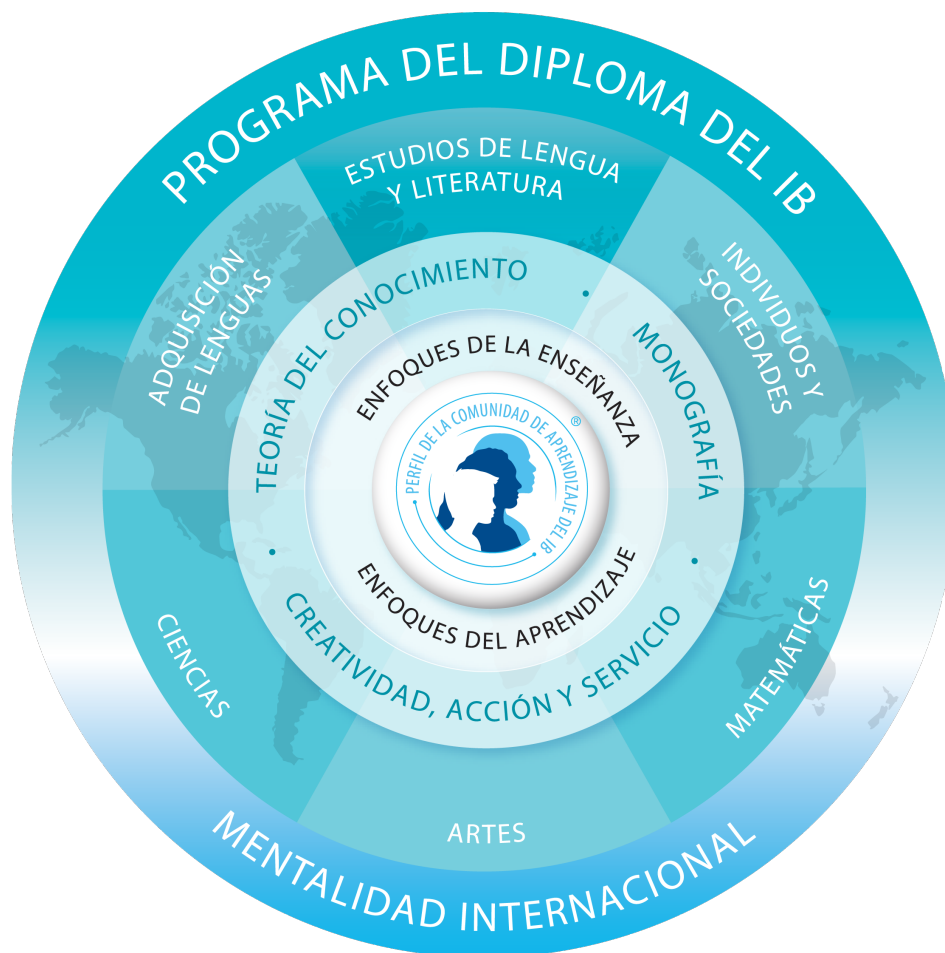 PROGRAMA DEL DIPLOMA DEL IB
ESTUDIOS DE LENGUA
Y LITERATURA
ADQUISICIÓN
DE LENGUAS
INDIVIDUOS Y
SOCIEDADES
TEORÍA DEL CONOCIMIENTO
•
MONOGRAFÍA
•
ENFOQUES DE LA ENSEÑANZA
• PERFIL DE LA COMUNIDAD DE APRENDIZAJE DEL IB •
®
ENFOQUES DEL APRENDIZAJE
•
CREATIVIDAD, ACCIÓN Y SERVICIO
CIENCIAS
MATEMÁTICAS
ARTES
MENTALIDAD INTERNACIONAL